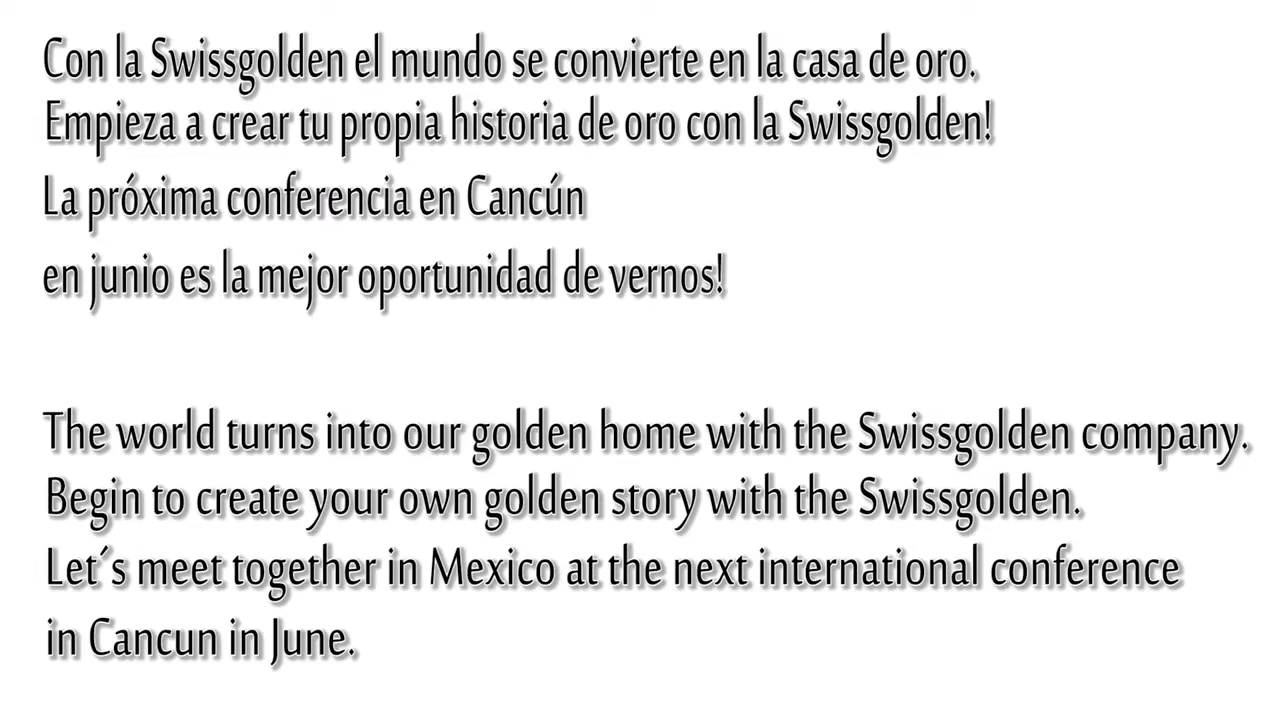 Con la Swissgolden el mundo se convierte en la casa de oro.
Empieza a crear tu propia historia de oro con la Swissgolden!
La próxima conferencia en Cancún
en junio es la mejor oportunidad de vernos!
The world turns into our golden home with the Swissgolden company.
Begin to create your own golden story with the Swissgolden.
Let´s meet together in Mexico at the next international conference
in Cancun in June.